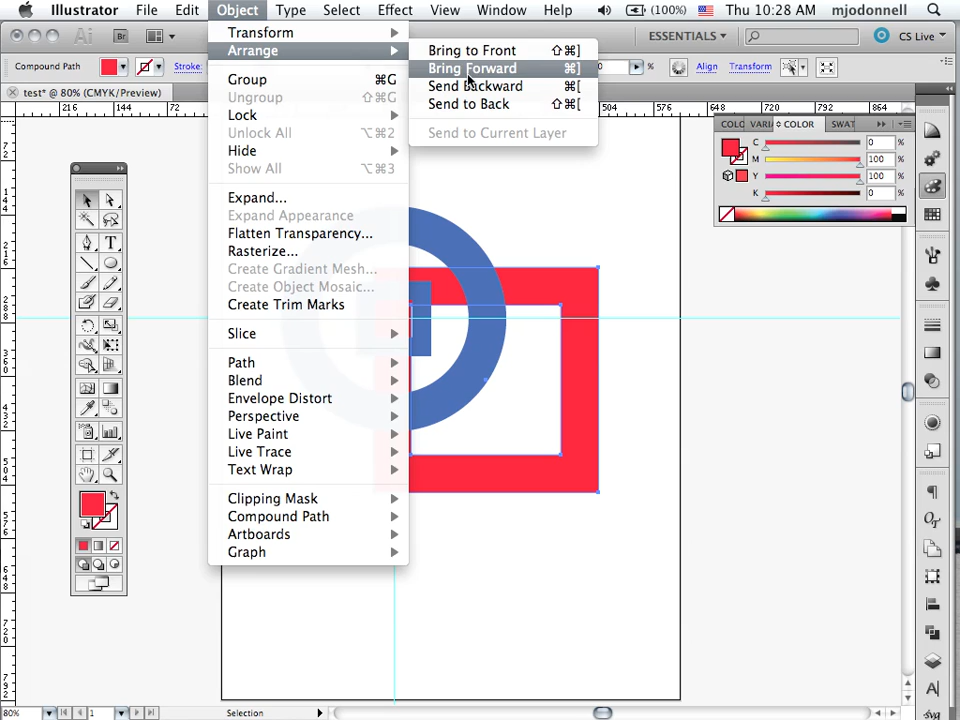 Illustrator File Edit Object Type Select Effect View Window Help (100%) Thu 10:28 AM mjodonnell
Ai Br ESSENTIALS CS Live
Compound Path Stroke: 0 % Align Transform
test* @ 80% (CMYK/Preview)
216 144 72 504 576 648 720 792 864
Transform
Arrange
Group ⌘G
Ungroup ⇧⌘G
Lock
Unlock All ⌥⌘2
Hide
Show All ⌥⌘3
Expand...
Expand Appearance
Flatten Transparency...
Rasterize...
Create Gradient Mesh...
Create Object Mosaic...
Create Trim Marks
Slice
Path
Blend
Envelope Distort
Perspective
Live Paint
Live Trace
Text Wrap
Clipping Mask
Compound Path
Artboards
Graph
Bring to Front ⇧⌘]
Bring Forward ⌘]
Send Backward ⌘[
Send to Back ⇧⌘[
Send to Current Layer
COLO VARIA COLOR SWAT
C 0 %
M 100 %
Y 100 %
K 0 %
80% 1 Selection